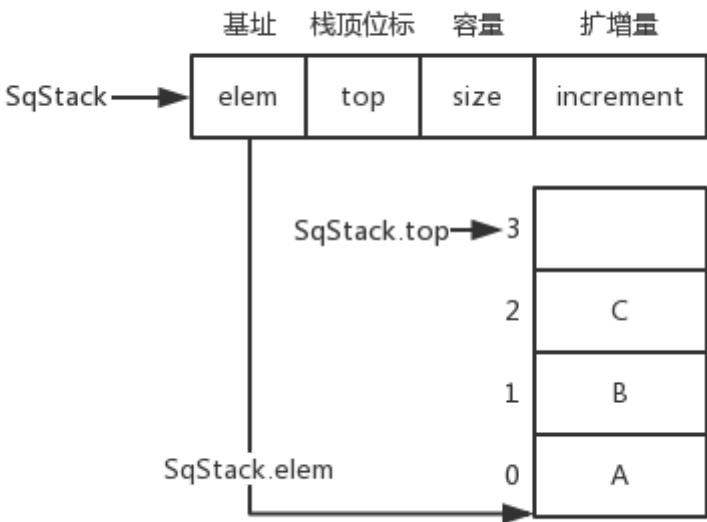 基址 栈顶位标 容量 扩增量
SqStack elem top size increment
SqStack.top 3
2 C
1 B
SqStack.elem 0 A